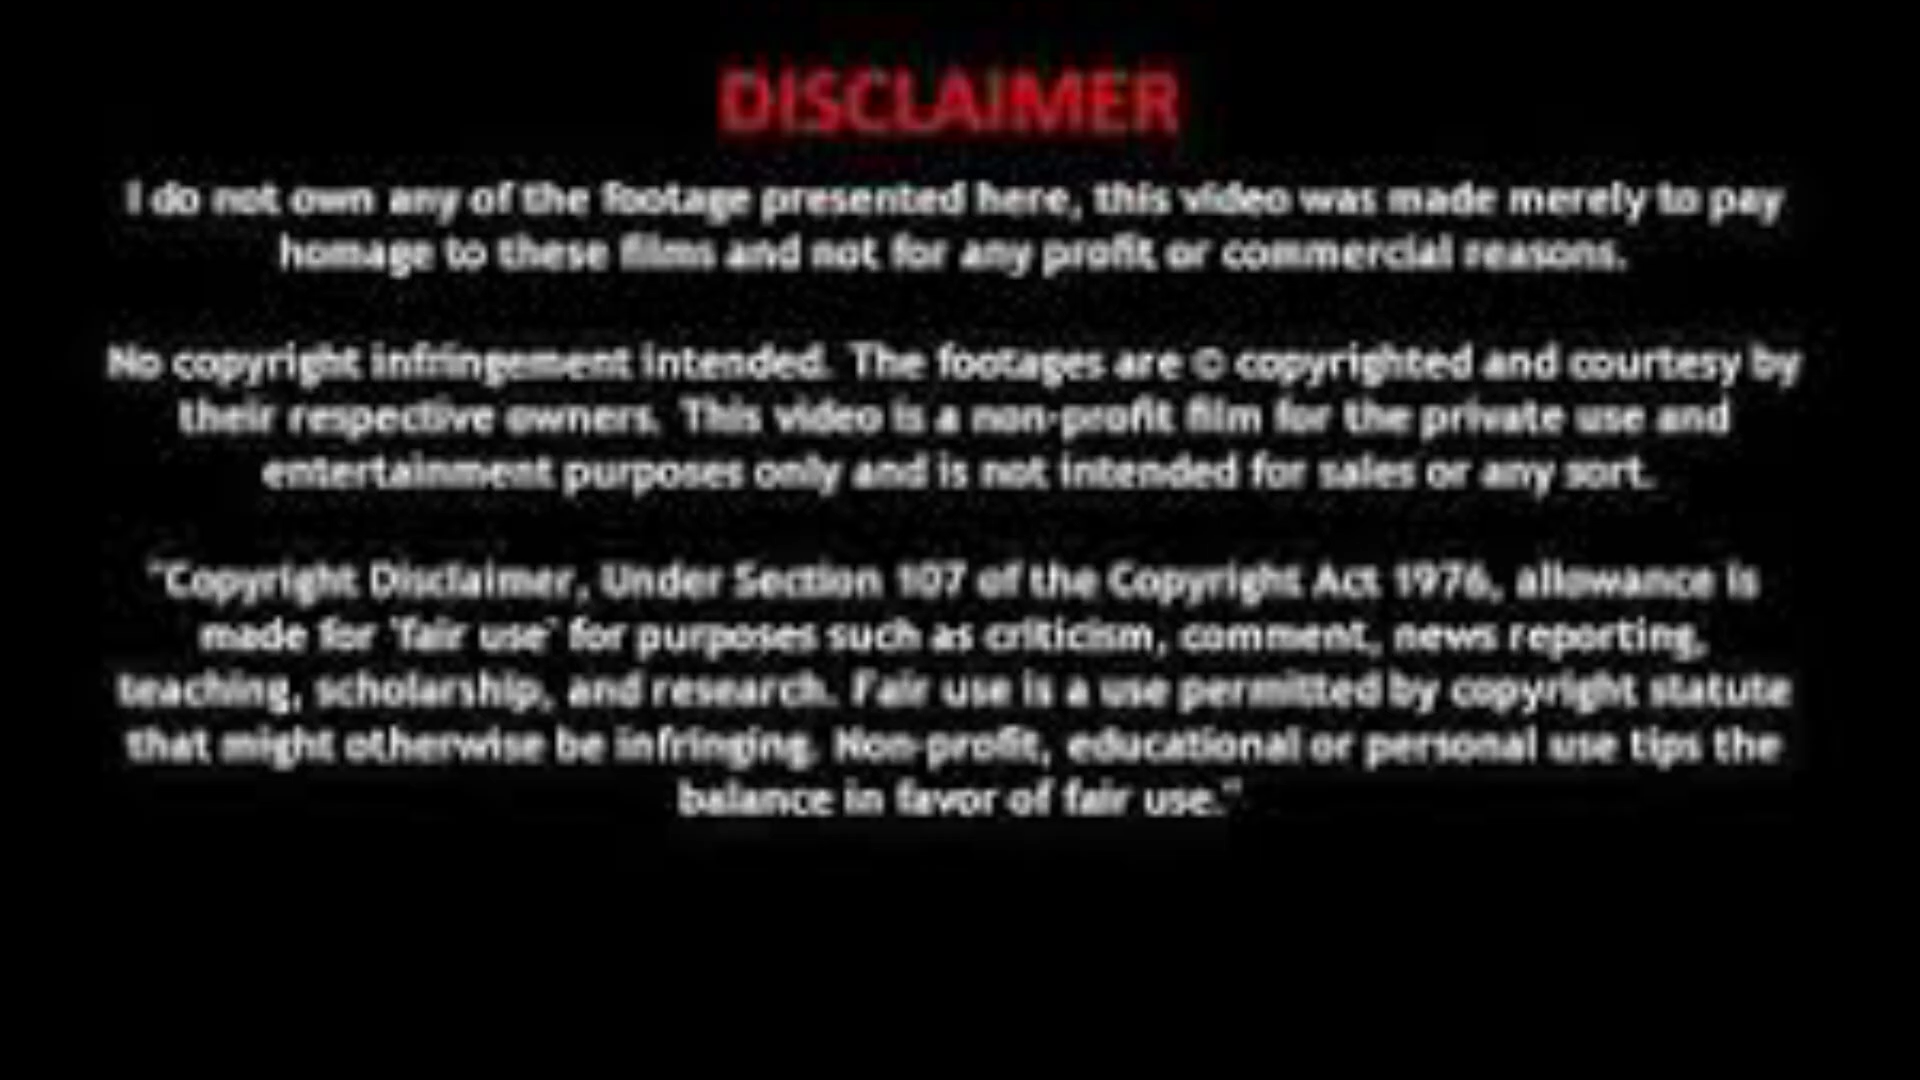 DISCLAIMER
I do not own any of the footage presented here, this video was made merely to pay
homage to these films and not for any profit or commercial reasons.
No copyright infringement intended. The footages are © copyrighted and courtesy by
their respective owners. This video is a non-profit film for the private use and
entertainment purposes only and is not intended for sales or any sort.
"Copyright Disclaimer, Under Section 107 of the Copyright Act 1976, allowance is
made for 'fair use' for purposes such as criticism, comment, news reporting,
teaching, scholarship, and research. Fair use is a use permitted by copyright statute
that might otherwise be infringing. Non-profit, educational or personal use tips the
balance in favor of fair use."